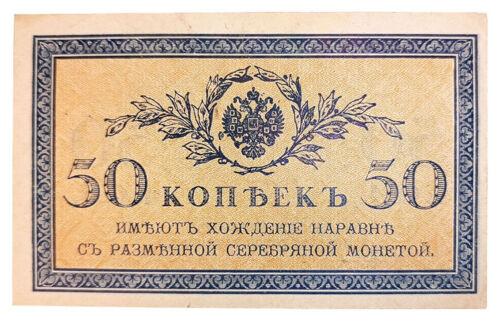 50 КОПѢЕКЪ 50
ИМѢЮТЪ ХОЖДЕНІЕ НАРАВНѢ
СЪ РАЗМѢННОЙ СЕРЕБРЯНОЙ МОНЕТОЙ.